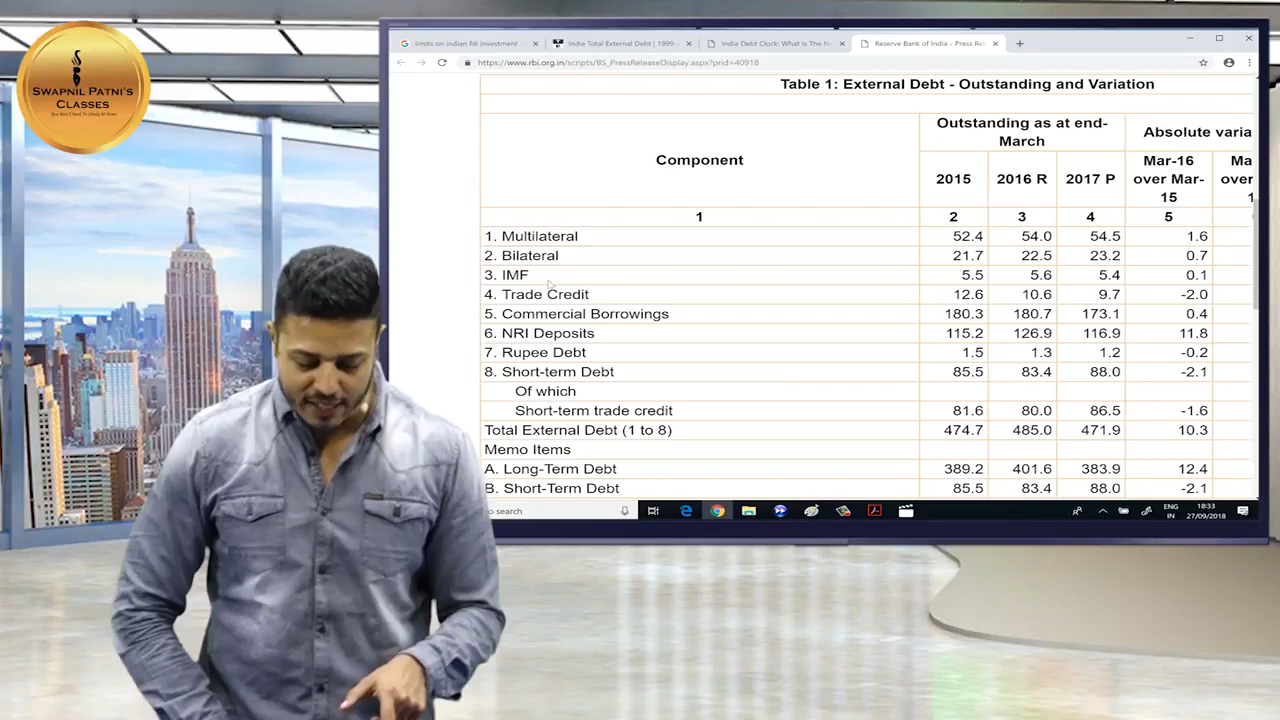 SWAPNIL PATNI'S
CLASSES
limits on indian fdi investment
India Total External Debt | 1999-
India Debt Clock: What Is The N
Reserve Bank of India - Press Re
https://www.rbi.org.in/scripts/BS_PressReleaseDisplay.aspx?prid=40918
Table 1: External Debt - Outstanding and Variation
Component
Outstanding as at end-
March
Absolute varia
2015 2016 R 2017 P
Mar-16
over Mar-
15
Ma
over
1
1 2 3 4 5
1. Multilateral 52.4 54.0 54.5 1.6
2. Bilateral 21.7 22.5 23.2 0.7
3. IMF 5.5 5.6 5.4 0.1
4. Trade Credit 12.6 10.6 9.7 -2.0
5. Commercial Borrowings 180.3 180.7 173.1 0.4
6. NRI Deposits 115.2 126.9 116.9 11.8
7. Rupee Debt 1.5 1.3 1.2 -0.2
8. Short-term Debt 85.5 83.4 88.0 -2.1
Of which
Short-term trade credit 81.6 80.0 86.5 -1.6
Total External Debt (1 to 8) 474.7 485.0 471.9 10.3
Memo Items
A. Long-Term Debt 389.2 401.6 383.9 12.4
B. Short-Term Debt 85.5 83.4 88.0 -2.1
o search
ENG
IN
18:33
27/09/2018